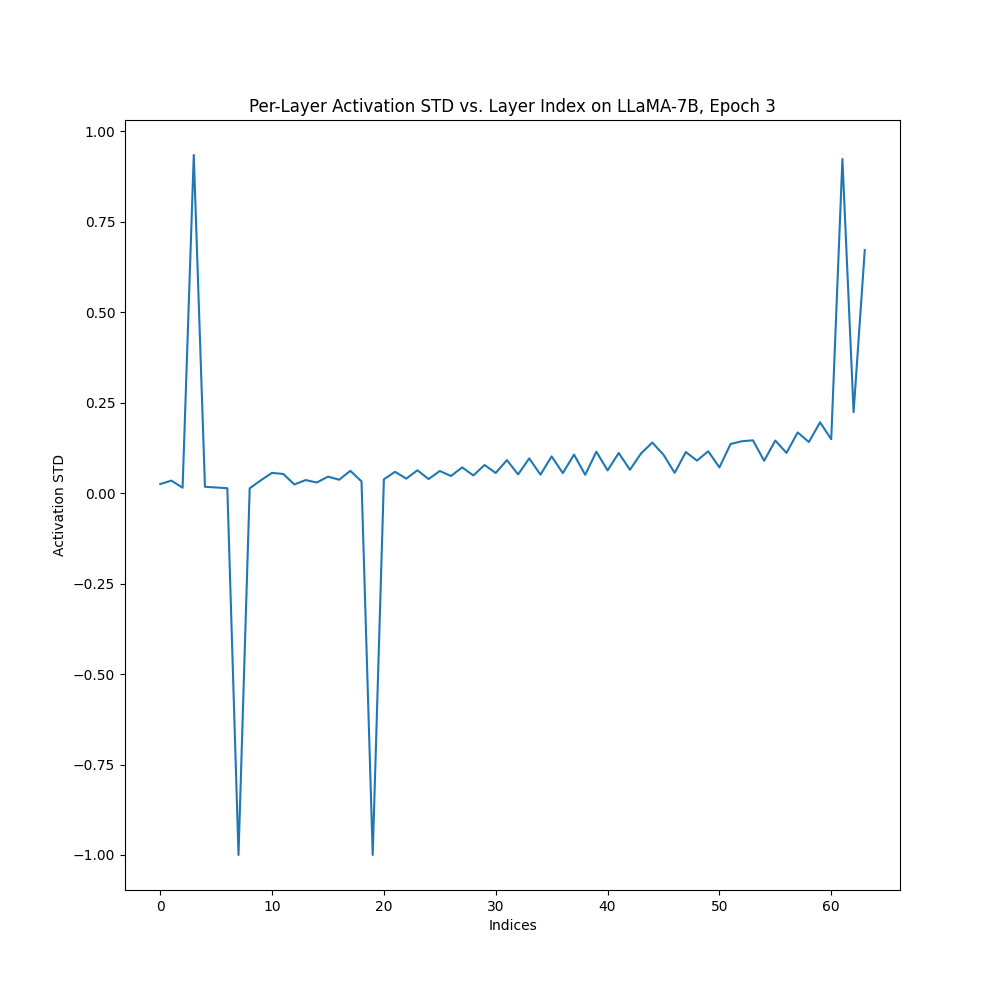 Per-Layer Activation STD vs. Layer Index on LLaMA-7B, Epoch 3
1.00
0.75
0.50
0.25
0.00
−0.25
−0.50
−0.75
−1.00
Activation STD
0 10 20 30 40 50 60
Indices